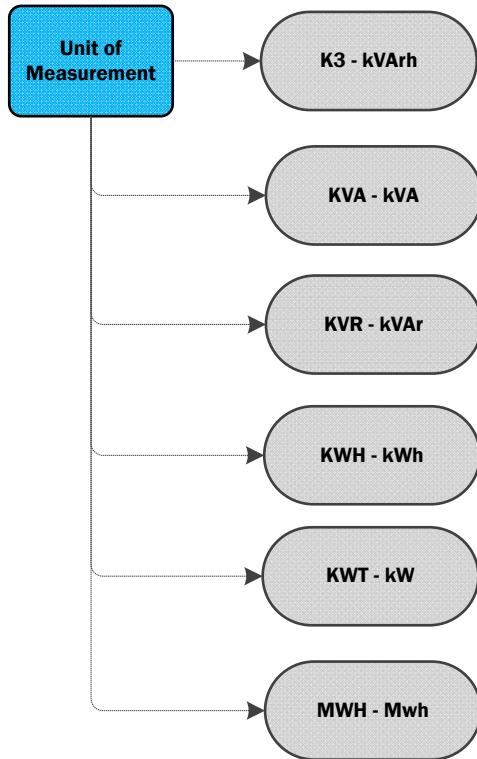 Unit of
Measurement
K3 - kVArh
KVA - kVA
KVR - kVAr
KWH - kWh
KWT - kW
MWH - Mwh